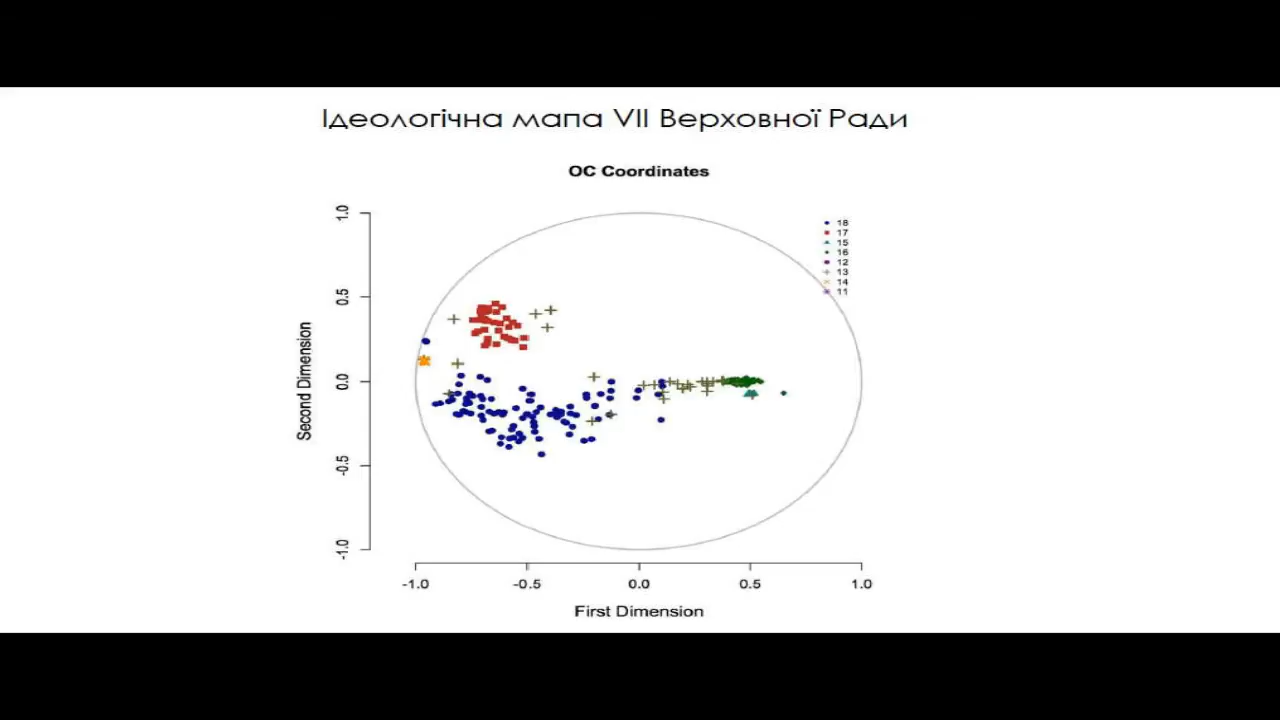 Ідеологічна мапа VII Верховної Ради
OC Coordinates
18
17
15
16
12
13
14
11
Second Dimension
1.0
0.5
0.0
-0.5
-1.0
-1.0 -0.5 0.0 0.5 1.0
First Dimension